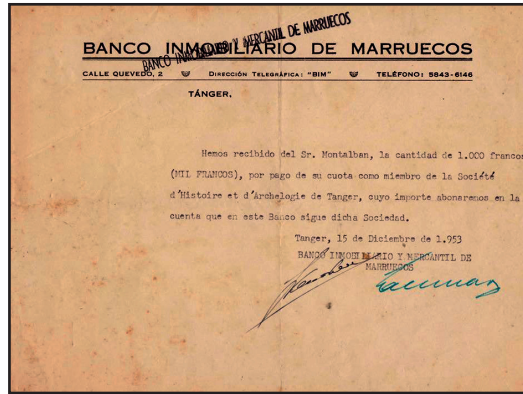 BANCO INMOBILIARIO DE MARRUECOS
BANCO INMOBILIARIO Y MERCANTIL DE MARRUECOS
CALLE QUEVEDO, 2 DIRECCIÓN TELEGRÁFICA: "BIM" TELÉFONO: 5843-6146
TÁNGER,
Hemos recibido del Sr. Montalban, la cantidad de 1.000 francos
(MIL FRANCOS), por pago de su cuota como miembro de la Société
d'Histoire et d'Archelogie de Tanger, cuyo importe abonaremos en la
cuenta que en este Banco sigue dicha Sociedad.
Tanger, 15 de Diciembre de 1.953
BANCO INMOBILIARIO Y MERCANTIL DE
MARRUECOS